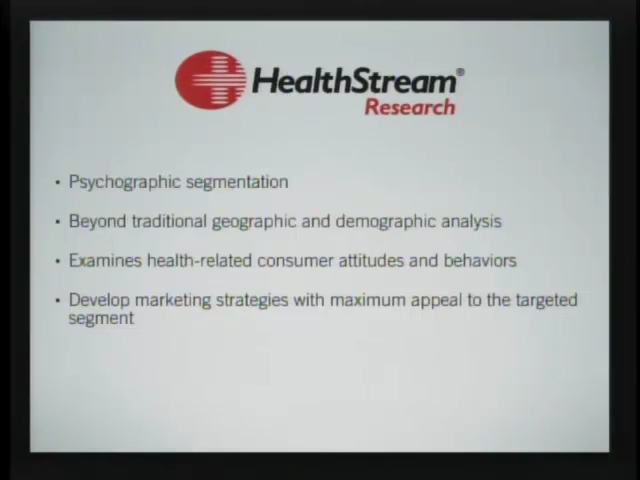 HealthStream®
Research
• Psychographic segmentation
• Beyond traditional geographic and demographic analysis
• Examines health-related consumer attitudes and behaviors
• Develop marketing strategies with maximum appeal to the targeted
segment